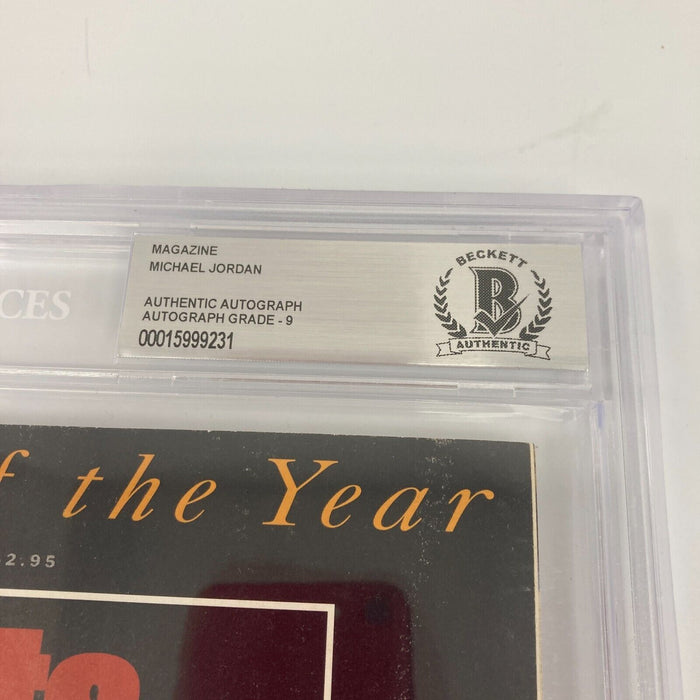 MAGAZINE
MICHAEL JORDAN
AUTHENTIC AUTOGRAPH
AUTOGRAPH GRADE - 9
00015999231
BECKETT
B
AUTHENTIC
CES
f the Year
2.95